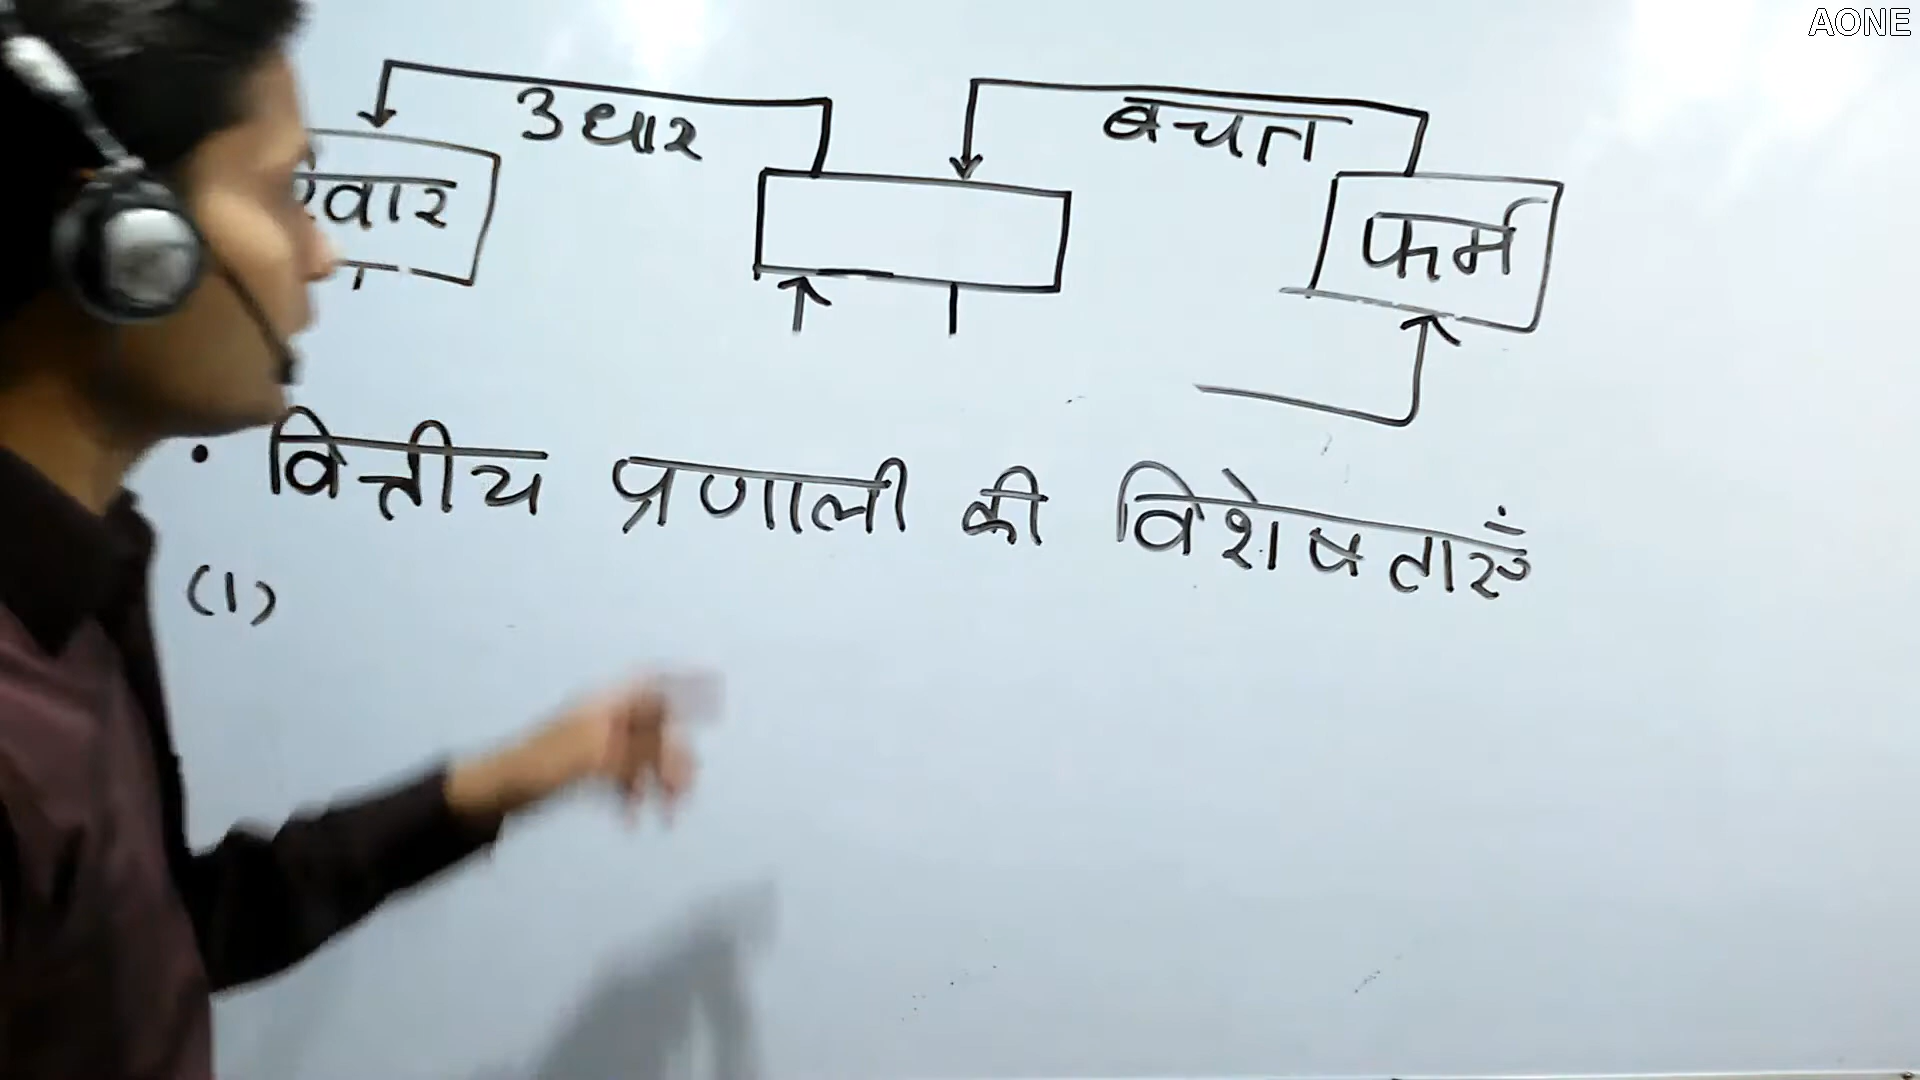 AONE
उधार बचत
फर्म
• वित्तीय प्रणाली की विशेषताएँ
(1)